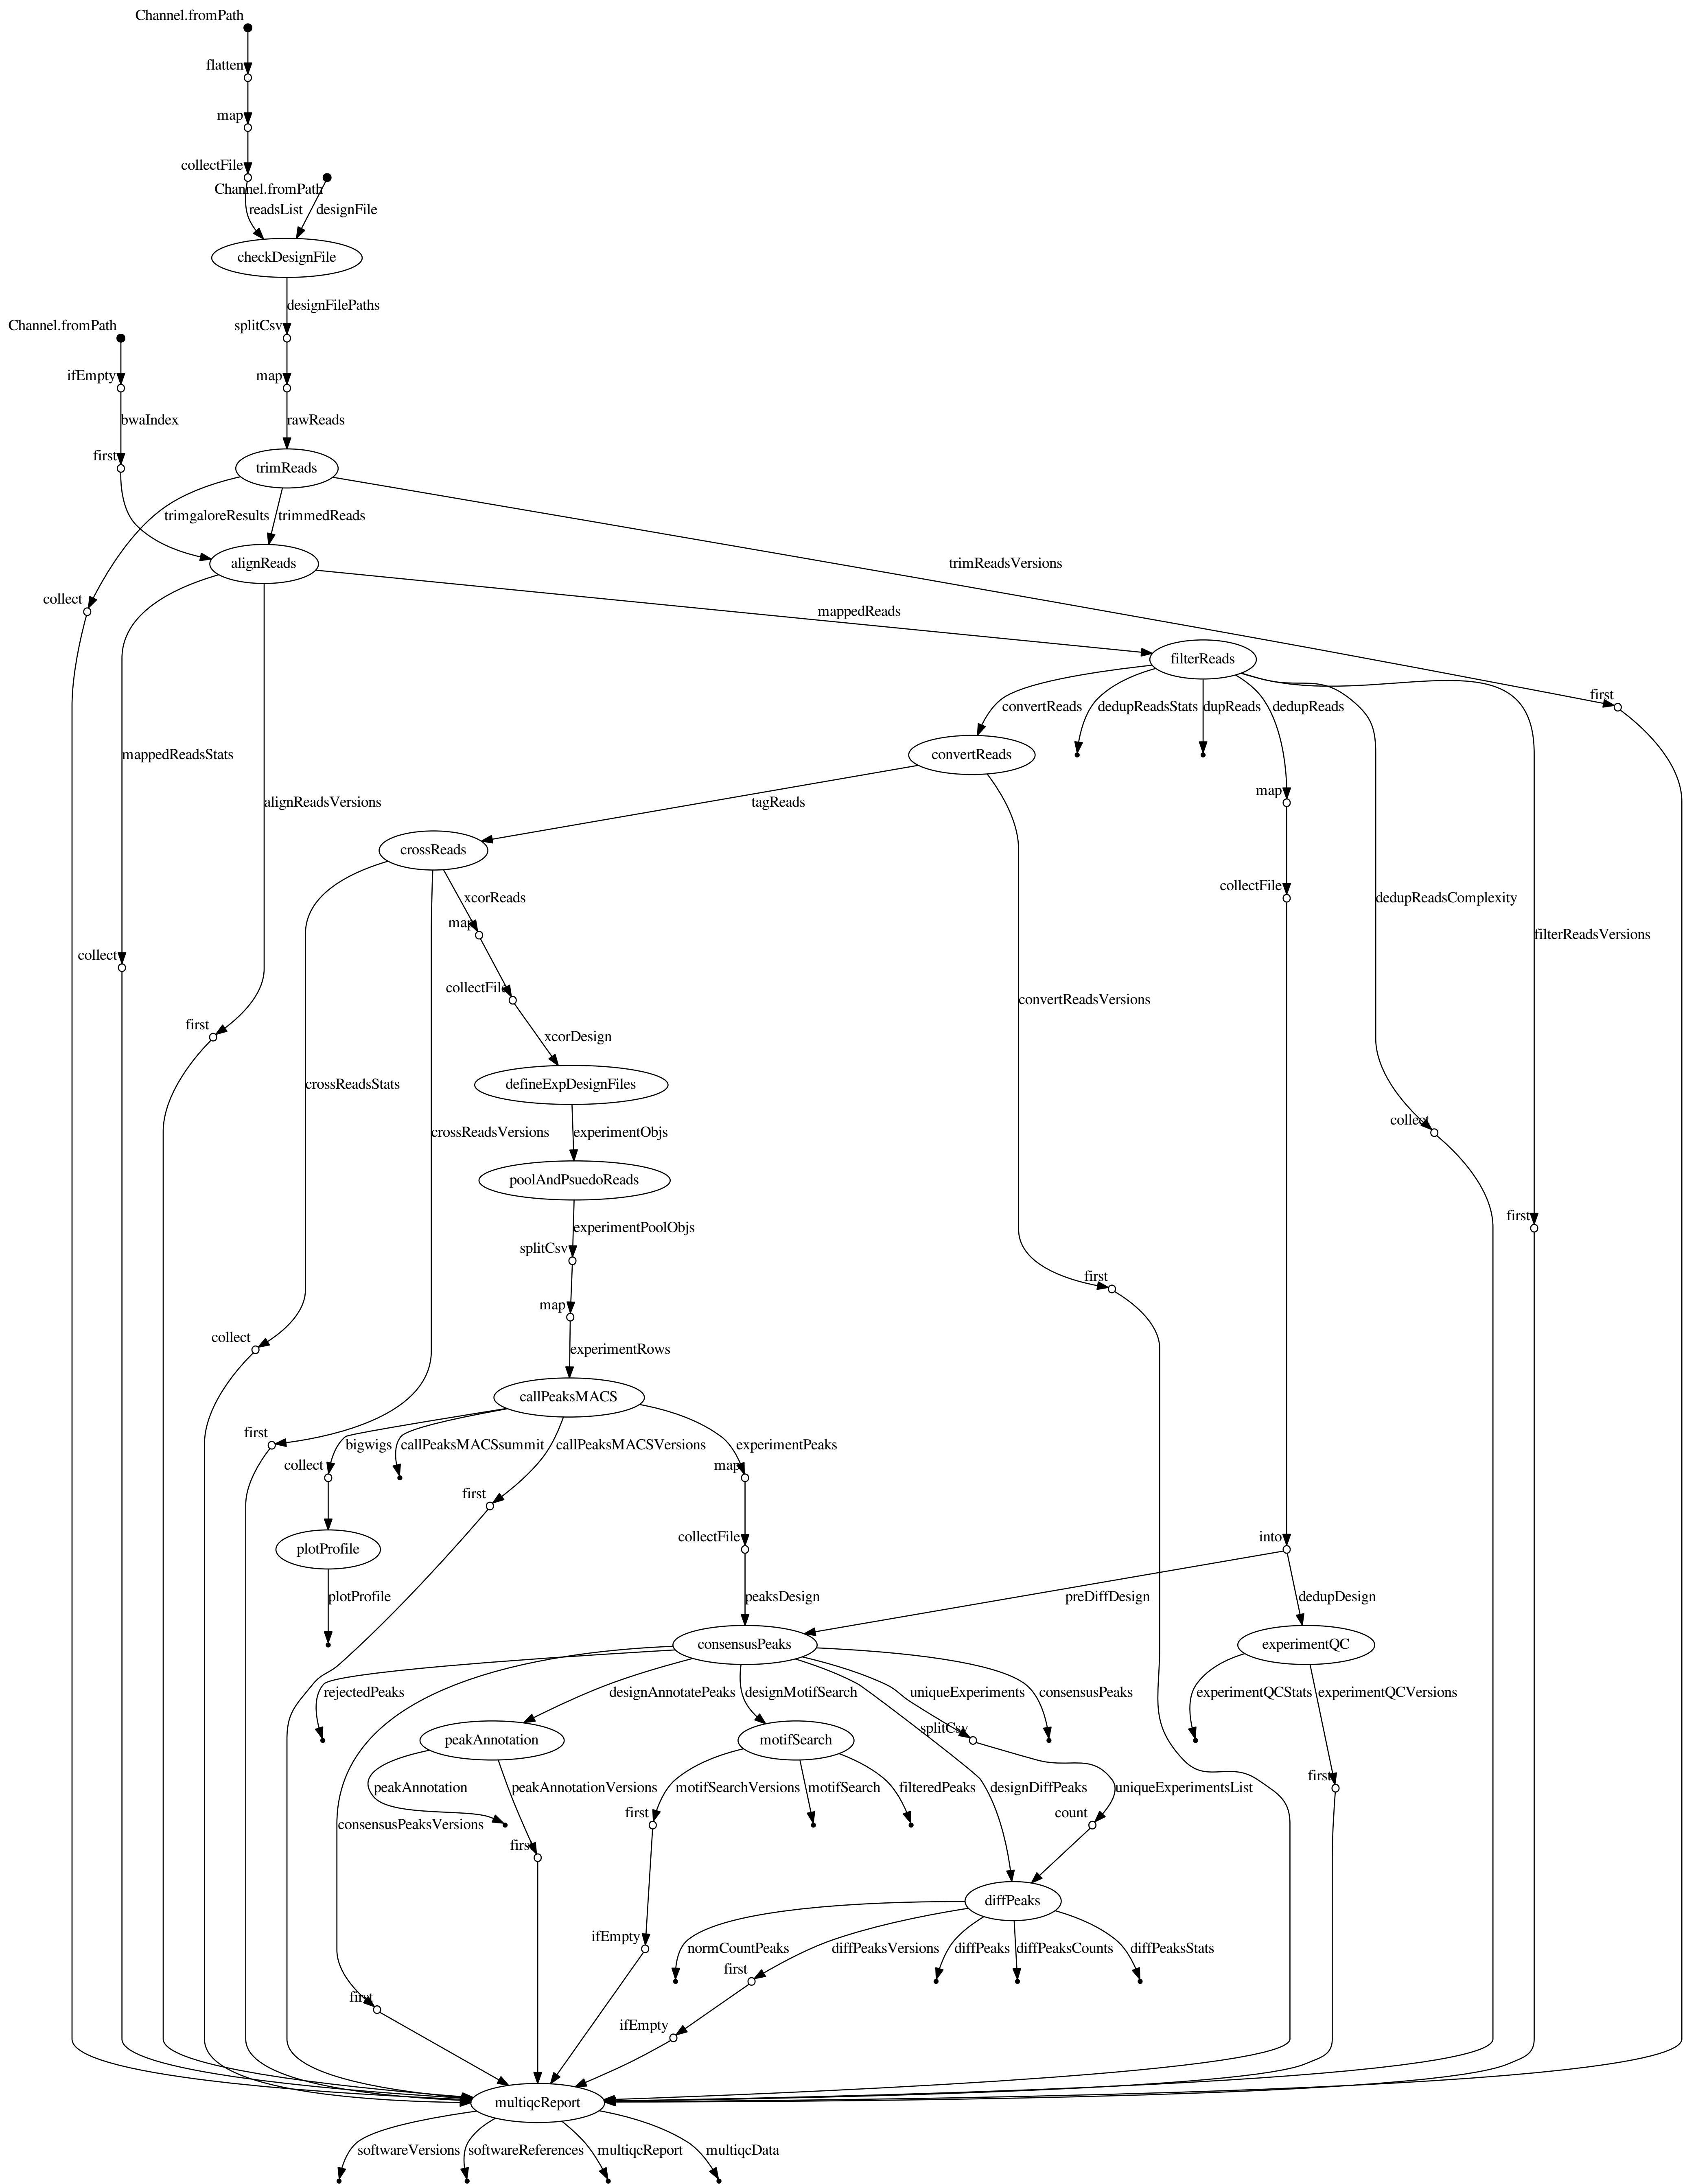 Channel.fromPath
flatten
map
collectFile
Channel.fromPath
readsList
designFile
checkDesignFile
designFilePaths
splitCsv
Channel.fromPath
map
ifEmpty
rawReads
bwaIndex
first
trimReads
trimgaloreResults
trimmedReads
trimReadsVersions
alignReads
collect
mappedReads
filterReads
first
convertReads
dedupReadsStats
dupReads
dedupReads
mappedReadsStats
convertReads
map
alignReadsVersions
tagReads
crossReads
collectFile
xcorReads
dedupReadsComplexity
map
filterReadsVersions
collect
collectFile
convertReadsVersions
first
xcorDesign
crossReadsStats
defineExpDesignFiles
collect
crossReadsVersions
experimentObjs
poolAndPsuedoReads
first
experimentPoolObjs
splitCsv
first
map
collect
experimentRows
callPeaksMACS
first
bigwigs
callPeaksMACSsummit
callPeaksMACSVersions
experimentPeaks
collect
map
first
collectFile
into
plotProfile
plotProfile
peaksDesign
preDiffDesign
dedupDesign
consensusPeaks
experimentQC
rejectedPeaks
designAnnotatePeaks
designMotifSearch
uniqueExperiments
consensusPeaks
experimentQCStats
experimentQCVersions
splitCsv
peakAnnotation
motifSearch
first
peakAnnotation
peakAnnotationVersions
motifSearchVersions
motifSearch
filteredPeaks
designDiffPeaks
uniqueExperimentsList
first
count
consensusPeaksVersions
first
diffPeaks
ifEmpty
normCountPeaks
diffPeaksVersions
diffPeaks
diffPeaksCounts
diffPeaksStats
first
first
ifEmpty
multiqcReport
softwareVersions
softwareReferences
multiqcReport
multiqcData